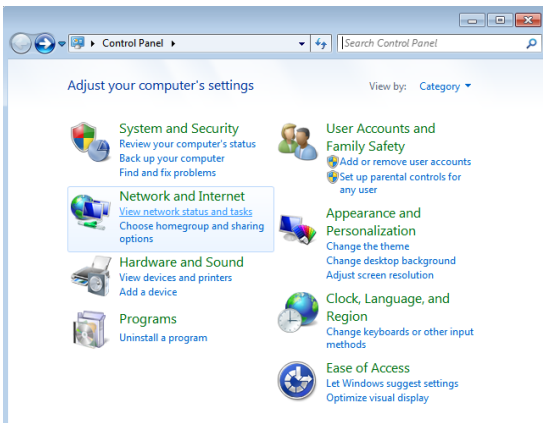 Control Panel
Search Control Panel
Adjust your computer's settings
View by: Category
System and Security
Review your computer's status
Back up your computer
Find and fix problems
Network and Internet
View network status and tasks
Choose homegroup and sharing
options
Hardware and Sound
View devices and printers
Add a device
Programs
Uninstall a program
User Accounts and
Family Safety
Add or remove user accounts
Set up parental controls for
any user
Appearance and
Personalization
Change the theme
Change desktop background
Adjust screen resolution
Clock, Language, and
Region
Change keyboards or other input
methods
Ease of Access
Let Windows suggest settings
Optimize visual display